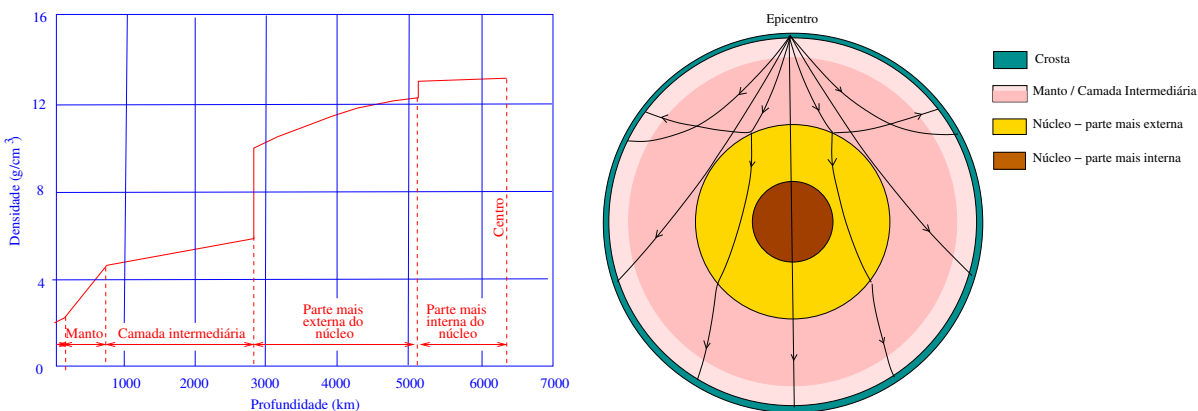 16
12
8
4
0
Densidade (g/cm 3)
Manto
Camada intermediária
Parte mais
externa do
núcleo
Parte mais
interna do
núcleo
Centro
1000
2000
3000
4000
5000
6000
7000
Profundidade (km)
Epicentro
Crosta
Manto / Camada Intermediária
Núcleo – parte mais externa
Núcleo – parte mais interna